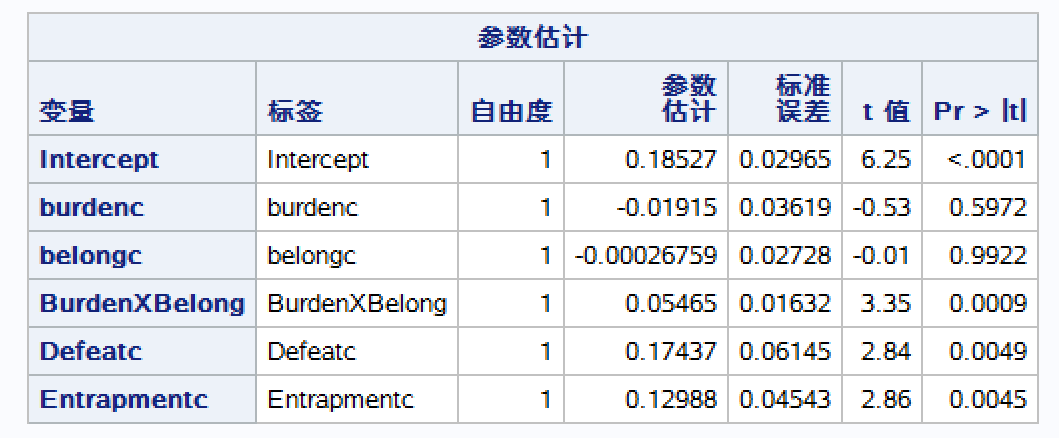 参数估计
变量 标签 自由度 参数估计 标准误差 t 值 Pr > |t|
Intercept Intercept 1 0.18527 0.02965 6.25 <.0001
burdenc burdenc 1 -0.01915 0.03619 -0.53 0.5972
belongc belongc 1 -0.00026759 0.02728 -0.01 0.9922
BurdenXBelong BurdenXBelong 1 0.05465 0.01632 3.35 0.0009
Defeatc Defeatc 1 0.17437 0.06145 2.84 0.0049
Entrapmentc Entrapmentc 1 0.12988 0.04543 2.86 0.0045